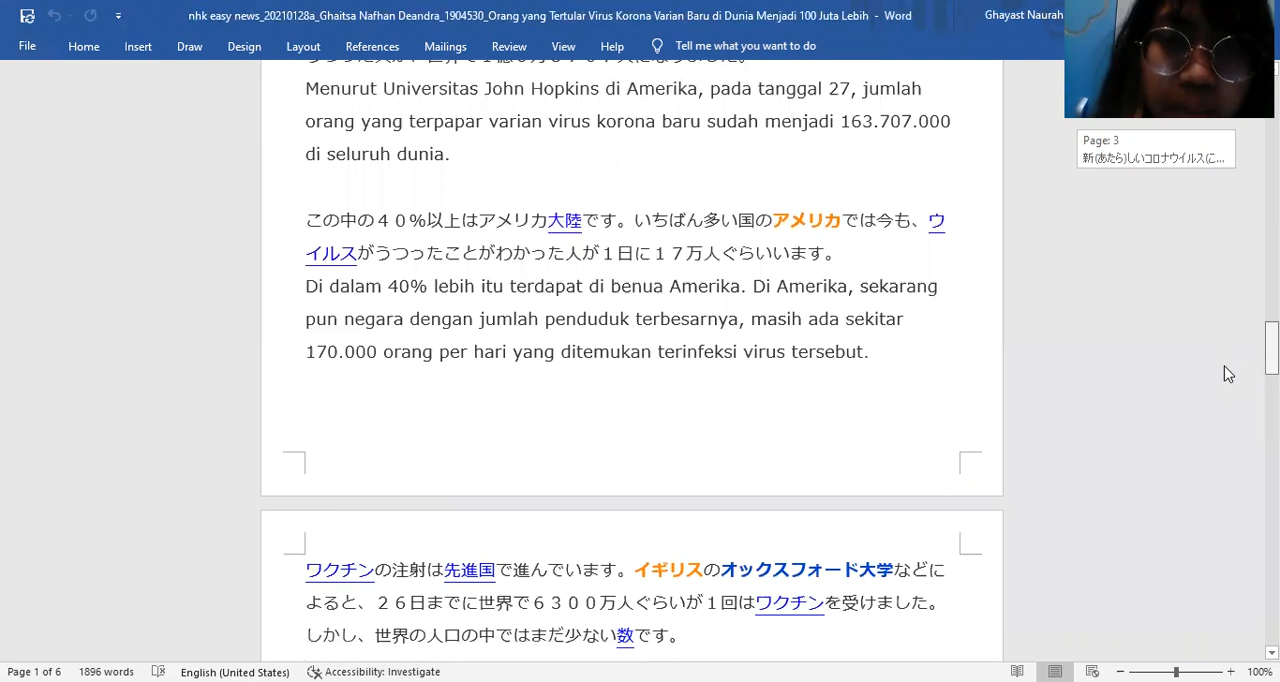 nhk easy news_20210128a_Ghaitsa Nafhan Deandra_1904530_Orang yang Tertular Virus Korona Varian Baru di Dunia Menjadi 100 Juta Lebih - Word
Ghayast Naurah
File Home Insert Draw Design Layout References Mailings Review View Help Tell me what you want to do
Menurut Universitas John Hopkins di Amerika, pada tanggal 27, jumlah
orang yang terpapar varian virus korona baru sudah menjadi 163.707.000
di seluruh dunia.
この中の４０％以上はアメリカ大陸です。いちばん多い国のアメリカでは今も、ウ
イルスがうつったことがわかった人が１日に１７万人ぐらいいます。
Di dalam 40% lebih itu terdapat di benua Amerika. Di Amerika, sekarang
pun negara dengan jumlah penduduk terbesarnya, masih ada sekitar
170.000 orang per hari yang ditemukan terinfeksi virus tersebut.
ワクチンの注射は先進国で進んでいます。イギリスのオックスフォード大学などに
よると、２６日までに世界で６３００万人ぐらいが１回はワクチンを受けました。
しかし、世界の人口の中ではまだ少ない数です。
Page: 3
新(あたら)しいコロナウイルス(こ...
Page 1 of 6 1896 words English (United States) Accessibility: Investigate 100%